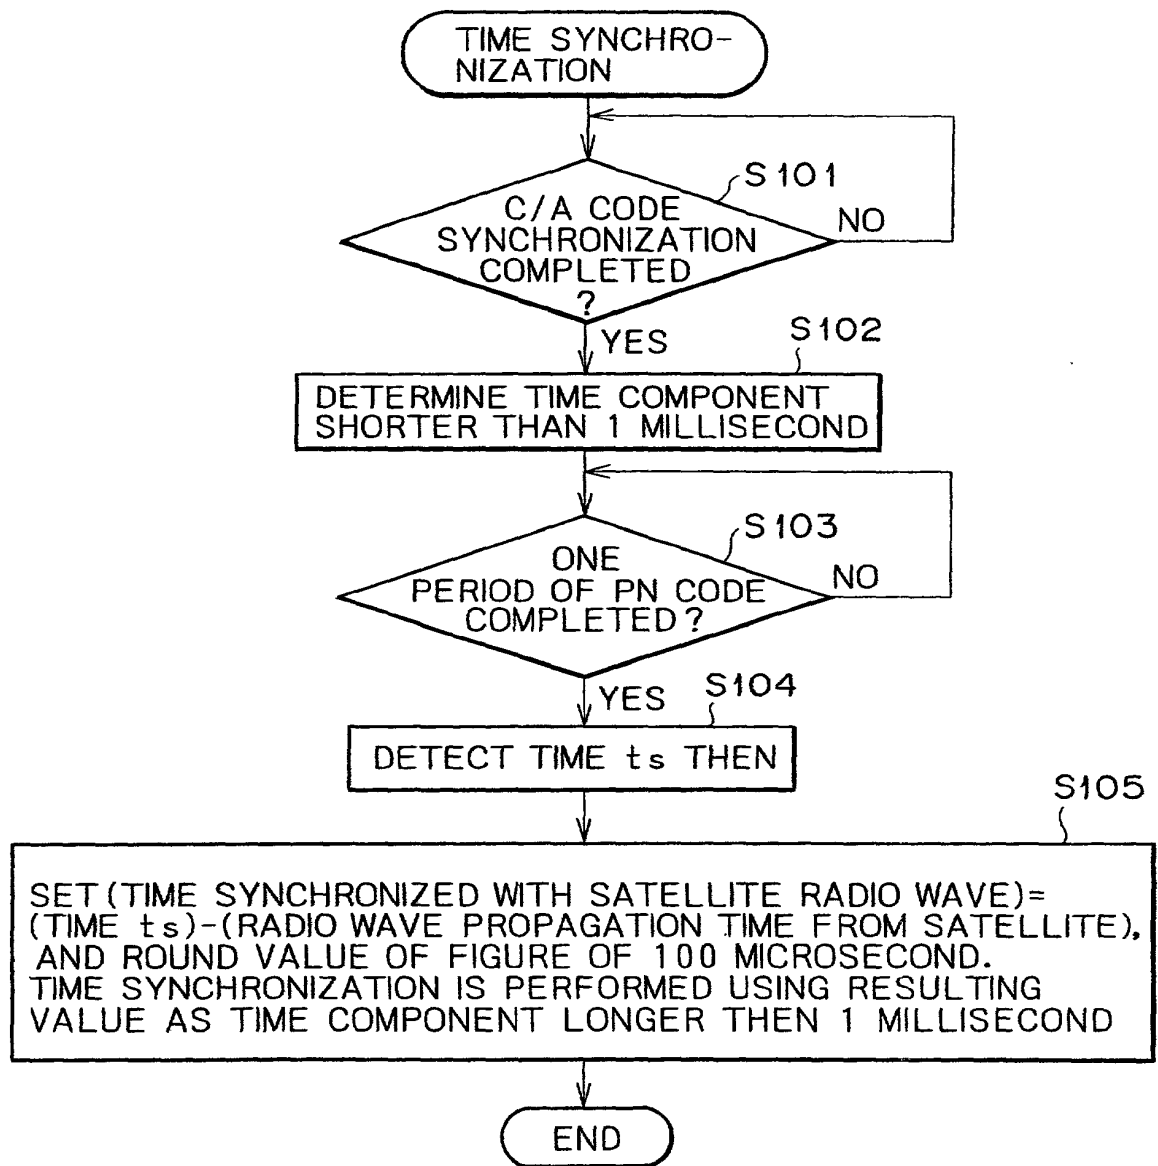 TIME SYNCHRO-
NIZATION
S101
C/A CODE
SYNCHRONIZATION
COMPLETED
?
NO
YES
S102
DETERMINE TIME COMPONENT
SHORTER THAN 1 MILLISECOND
S103
ONE
PERIOD OF PN CODE
COMPLETED?
NO
YES
S104
DETECT TIME ts THEN
S105
SET (TIME SYNCHRONIZED WITH SATELLITE RADIO WAVE)=
(TIME ts)-(RADIO WAVE PROPAGATION TIME FROM SATELLITE),
AND ROUND VALUE OF FIGURE OF 100 MICROSECOND.
TIME SYNCHRONIZATION IS PERFORMED USING RESULTING
VALUE AS TIME COMPONENT LONGER THEN 1 MILLISECOND
END